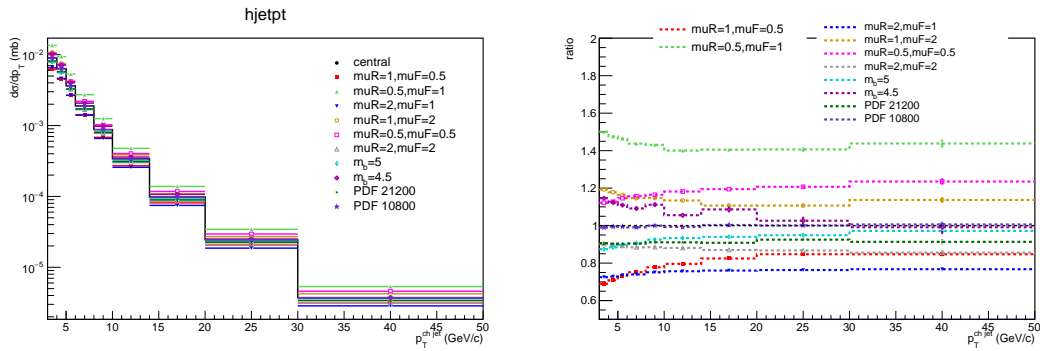 hjetpt
dσ/dp_T (mb)
10^-2
10^-3
10^-4
10^-5
central
muR=1,muF=0.5
muR=0.5,muF=1
muR=2,muF=1
muR=1,muF=2
muR=0.5,muF=0.5
muR=2,muF=2
m_b=5
m_b=4.5
PDF 21200
PDF 10800
5 10 15 20 25 30 35 40 45 50
p_T^ch jet (GeV/c)
ratio
2
1.8
1.6
1.4
1.2
1
0.8
0.6
muR=1,muF=0.5
muR=0.5,muF=1
muR=2,muF=1
muR=1,muF=2
muR=0.5,muF=0.5
muR=2,muF=2
m_b=5
m_b=4.5
PDF 21200
PDF 10800
5 10 15 20 25 30 35 40 45 50
p_T^ch jet (GeV/c)